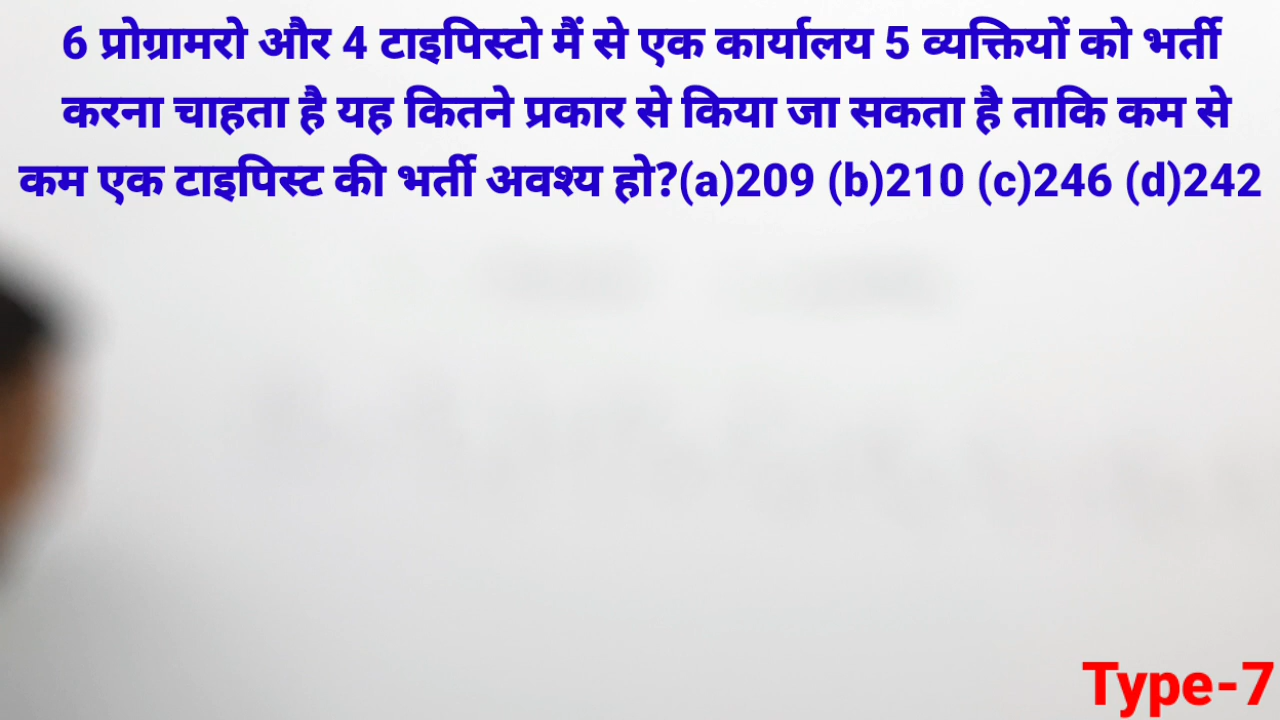 6 प्रोग्रामरो और 4 टाइपिस्टो मैं से एक कार्यालय 5 व्यक्तियों को भर्ती
करना चाहता है यह कितने प्रकार से किया जा सकता है ताकि कम से
कम एक टाइपिस्ट की भर्ती अवश्य हो?(a)209 (b)210 (c)246 (d)242
Type-7